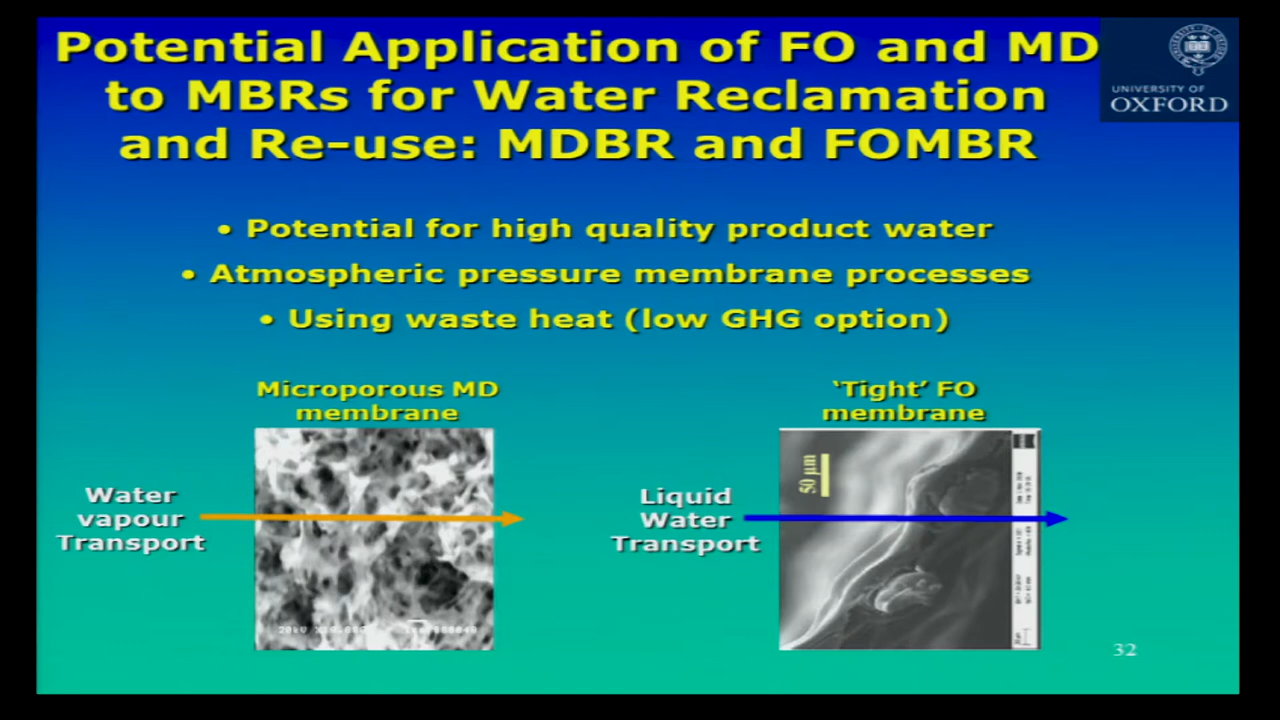 Potential Application of FO and MD
to MBRs for Water Reclamation
and Re-use: MDBR and FOMBR
UNIVERSITY OF
OXFORD
• Potential for high quality product water
• Atmospheric pressure membrane processes
• Using waste heat (low GHG option)
Microporous MD
membrane
Water
vapour
Transport
'Tight' FO
membrane
50 µm
Liquid
Water
Transport
32